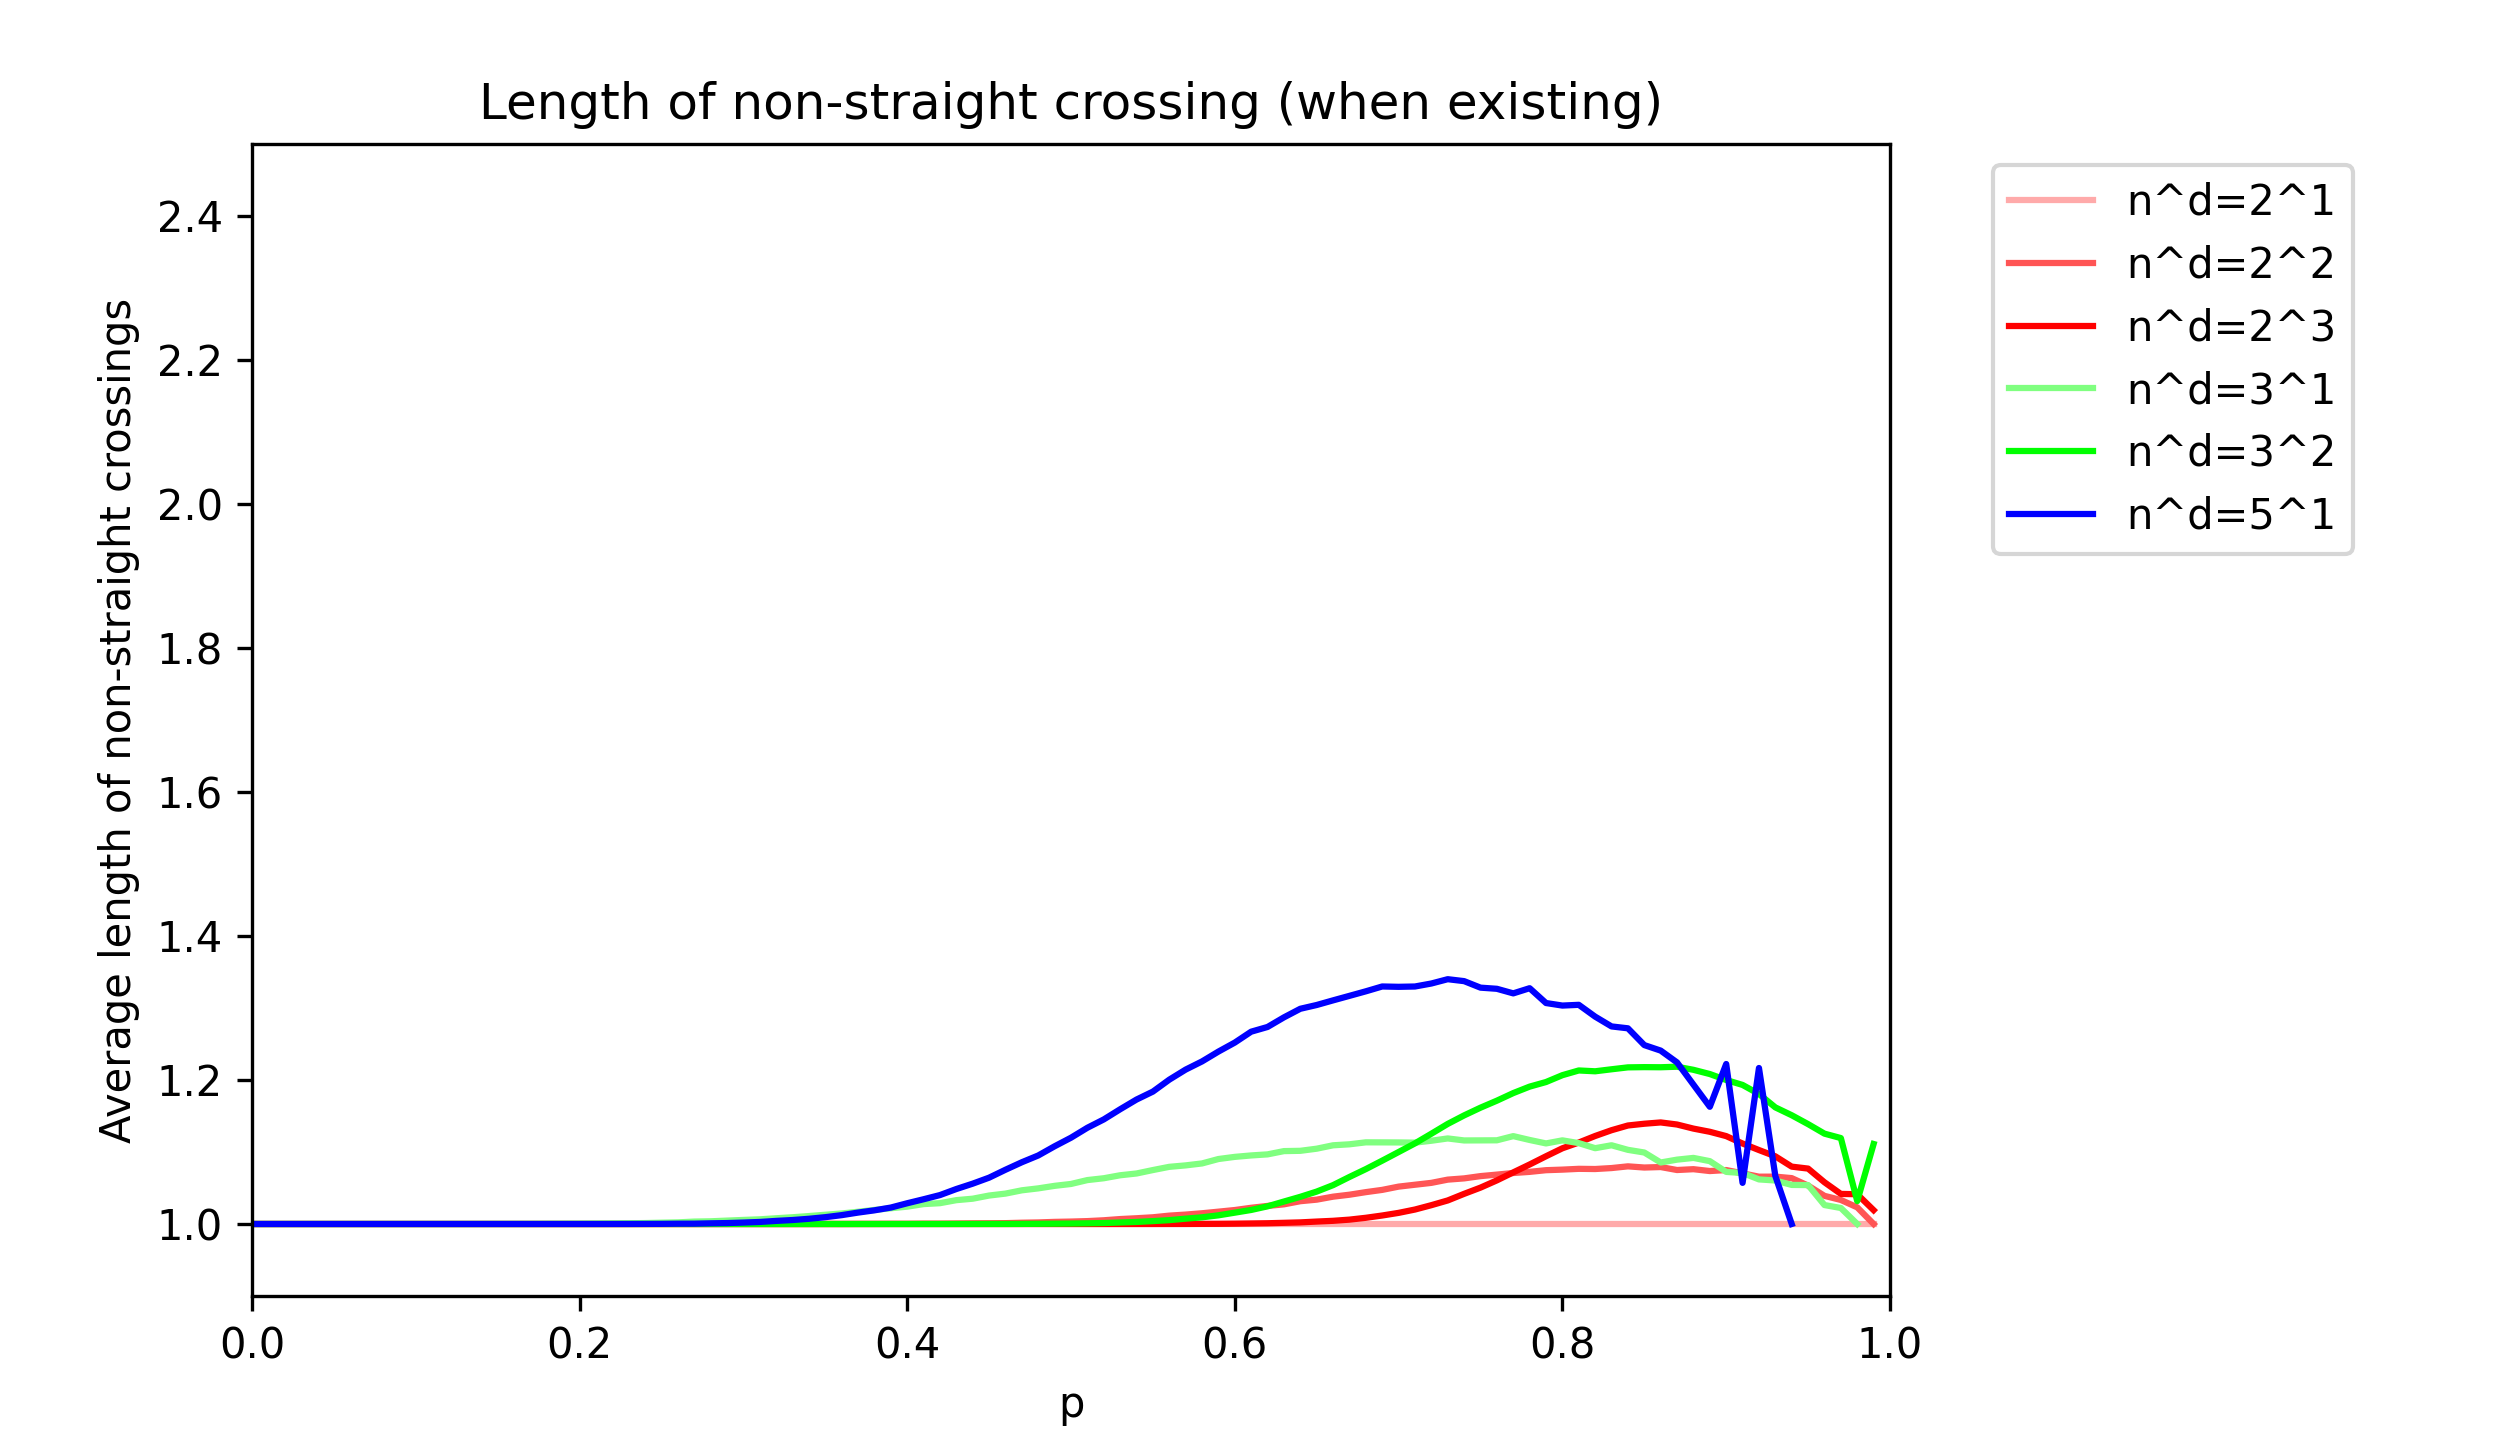 Length of non-straight crossing (when existing)
Average length of non-straight crossings
2.4
2.2
2.0
1.8
1.6
1.4
1.2
1.0
0.0 0.2 0.4 0.6 0.8 1.0
p
n^d=2^1
n^d=2^2
n^d=2^3
n^d=3^1
n^d=3^2
n^d=5^1